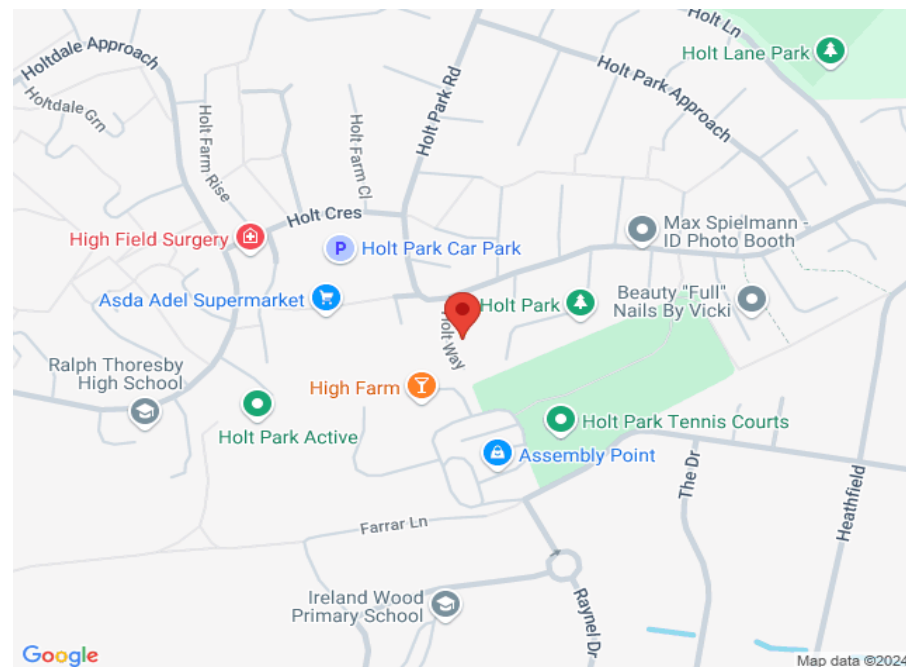 Holtdale Approach
Holt Ln
Holt Lane Park
Holt Park Rd
Holt Park Approach
Holtdale Grn
Holt Farm Rise
Holt Farm Cl
Holt Cres
High Field Surgery
P
Holt Park Car Park
Max Spielmann -
ID Photo Booth
Asda Adel Supermarket
Holt Park
Beauty "Full"
Nails By Vicki
Holt Way
Ralph Thoresby
High School
High Farm
Holt Park Active
Holt Park Tennis Courts
Assembly Point
The Dr
Heathfield
Farrar Ln
Ireland Wood
Primary School
Raynel Dr
Google
Map data ©2024